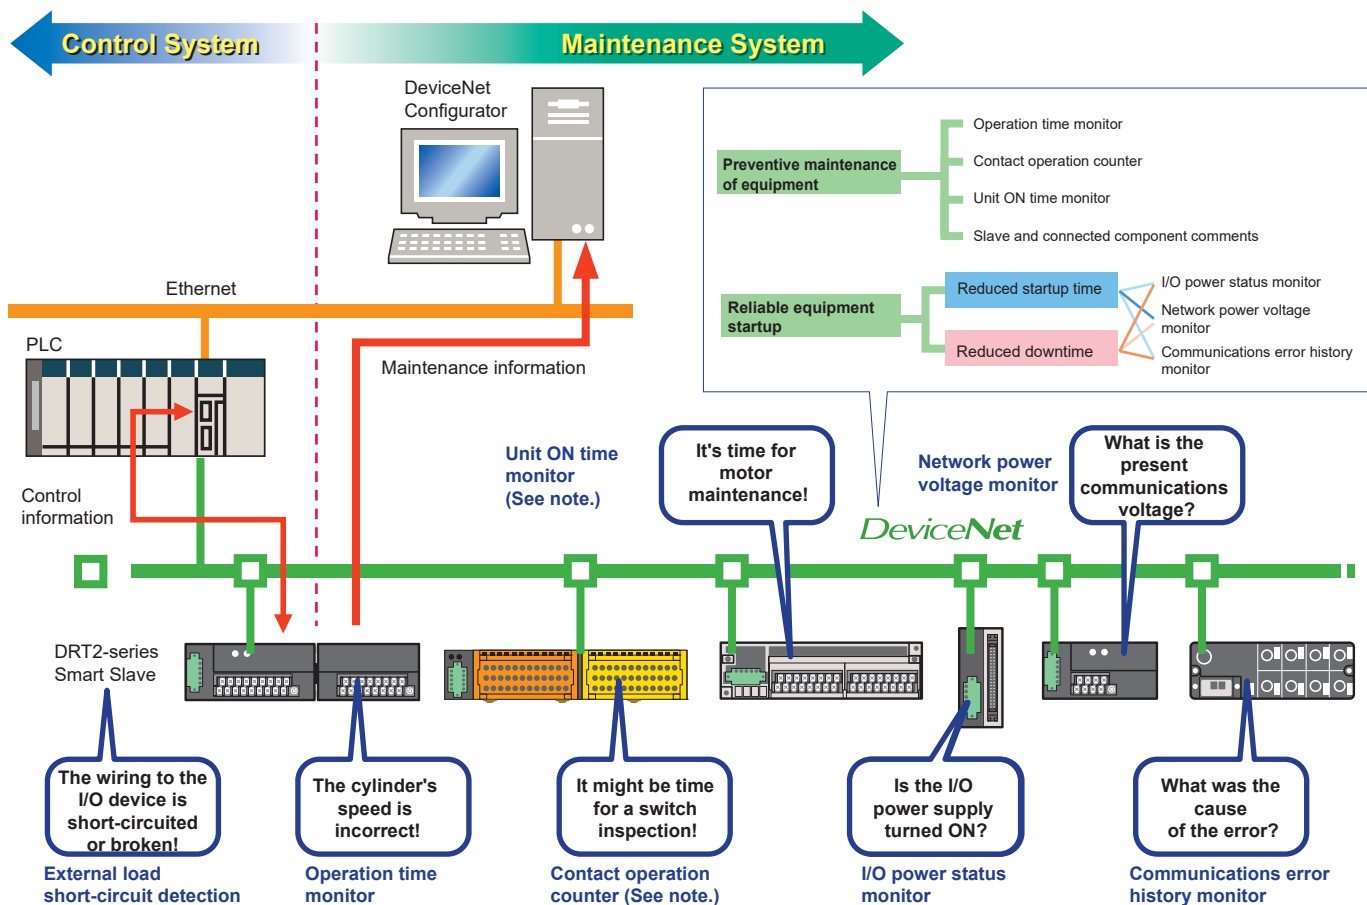 Control System
Maintenance System
DeviceNet
Configurator
Operation time monitor
Contact operation counter
Preventive maintenance
of equipment
Unit ON time monitor
Slave and connected component comments
Reliable equipment
startup
Reduced startup time
Reduced downtime
I/O power status monitor
Network power voltage
monitor
Communications error history
monitor
Ethernet
PLC
Maintenance information
Control
information
Unit ON time
monitor
(See note.)
It's time for
motor
maintenance!
Network power
voltage monitor
What is the
present
communications
voltage?
DeviceNet
DRT2-series
Smart Slave
The wiring to the
I/O device is
short-circuited
or broken!
The cylinder's
speed is
incorrect!
It might be time
for a switch
inspection!
Is the I/O
power supply
turned ON?
What was the
cause
of the error?
External load
short-circuit detection
Operation time
monitor
Contact operation
counter (See note.)
I/O power status
monitor
Communications error
history monitor